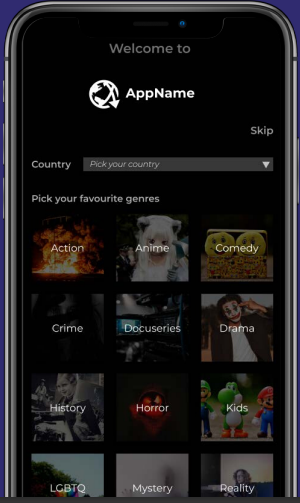 Welcome to
AppName
Skip
Country Pick your country
Pick your favourite genres
Action Anime Comedy
Crime Docuseries Drama
History Horror Kids
LGBTQ Mystery Reality